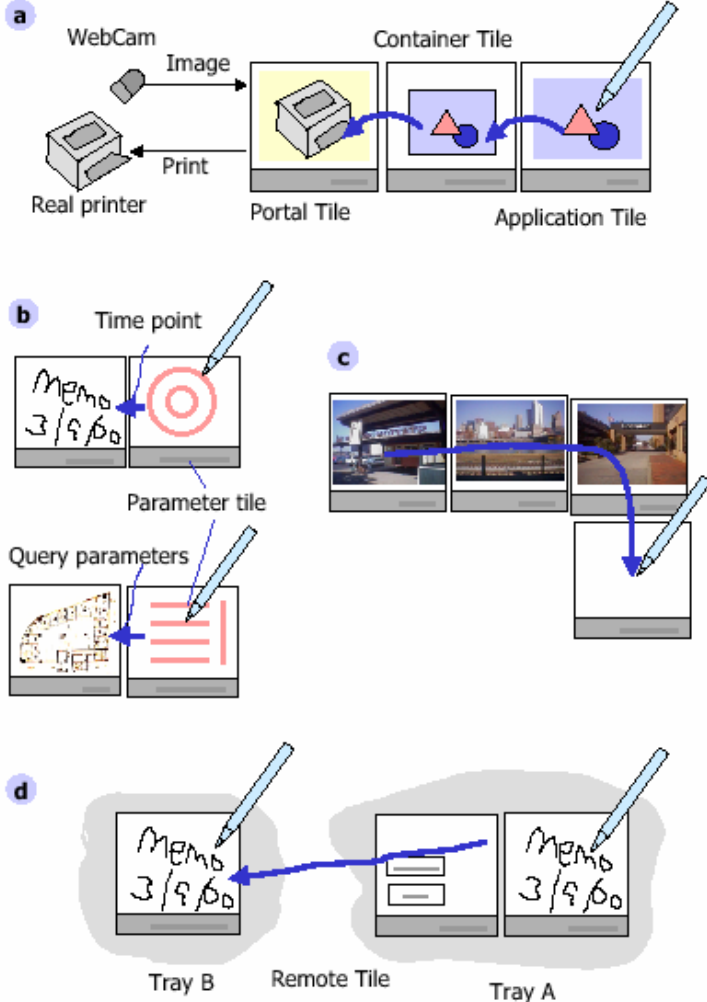 a
WebCam
Container Tile
Image
Print
Real printer
Portal Tile
Application Tile
b
Time point
c
Memo
3/9/00
Parameter tile
Query parameters
d
Memo
3/9/00
Memo
3/9/00
Tray B
Remote Tile
Tray A